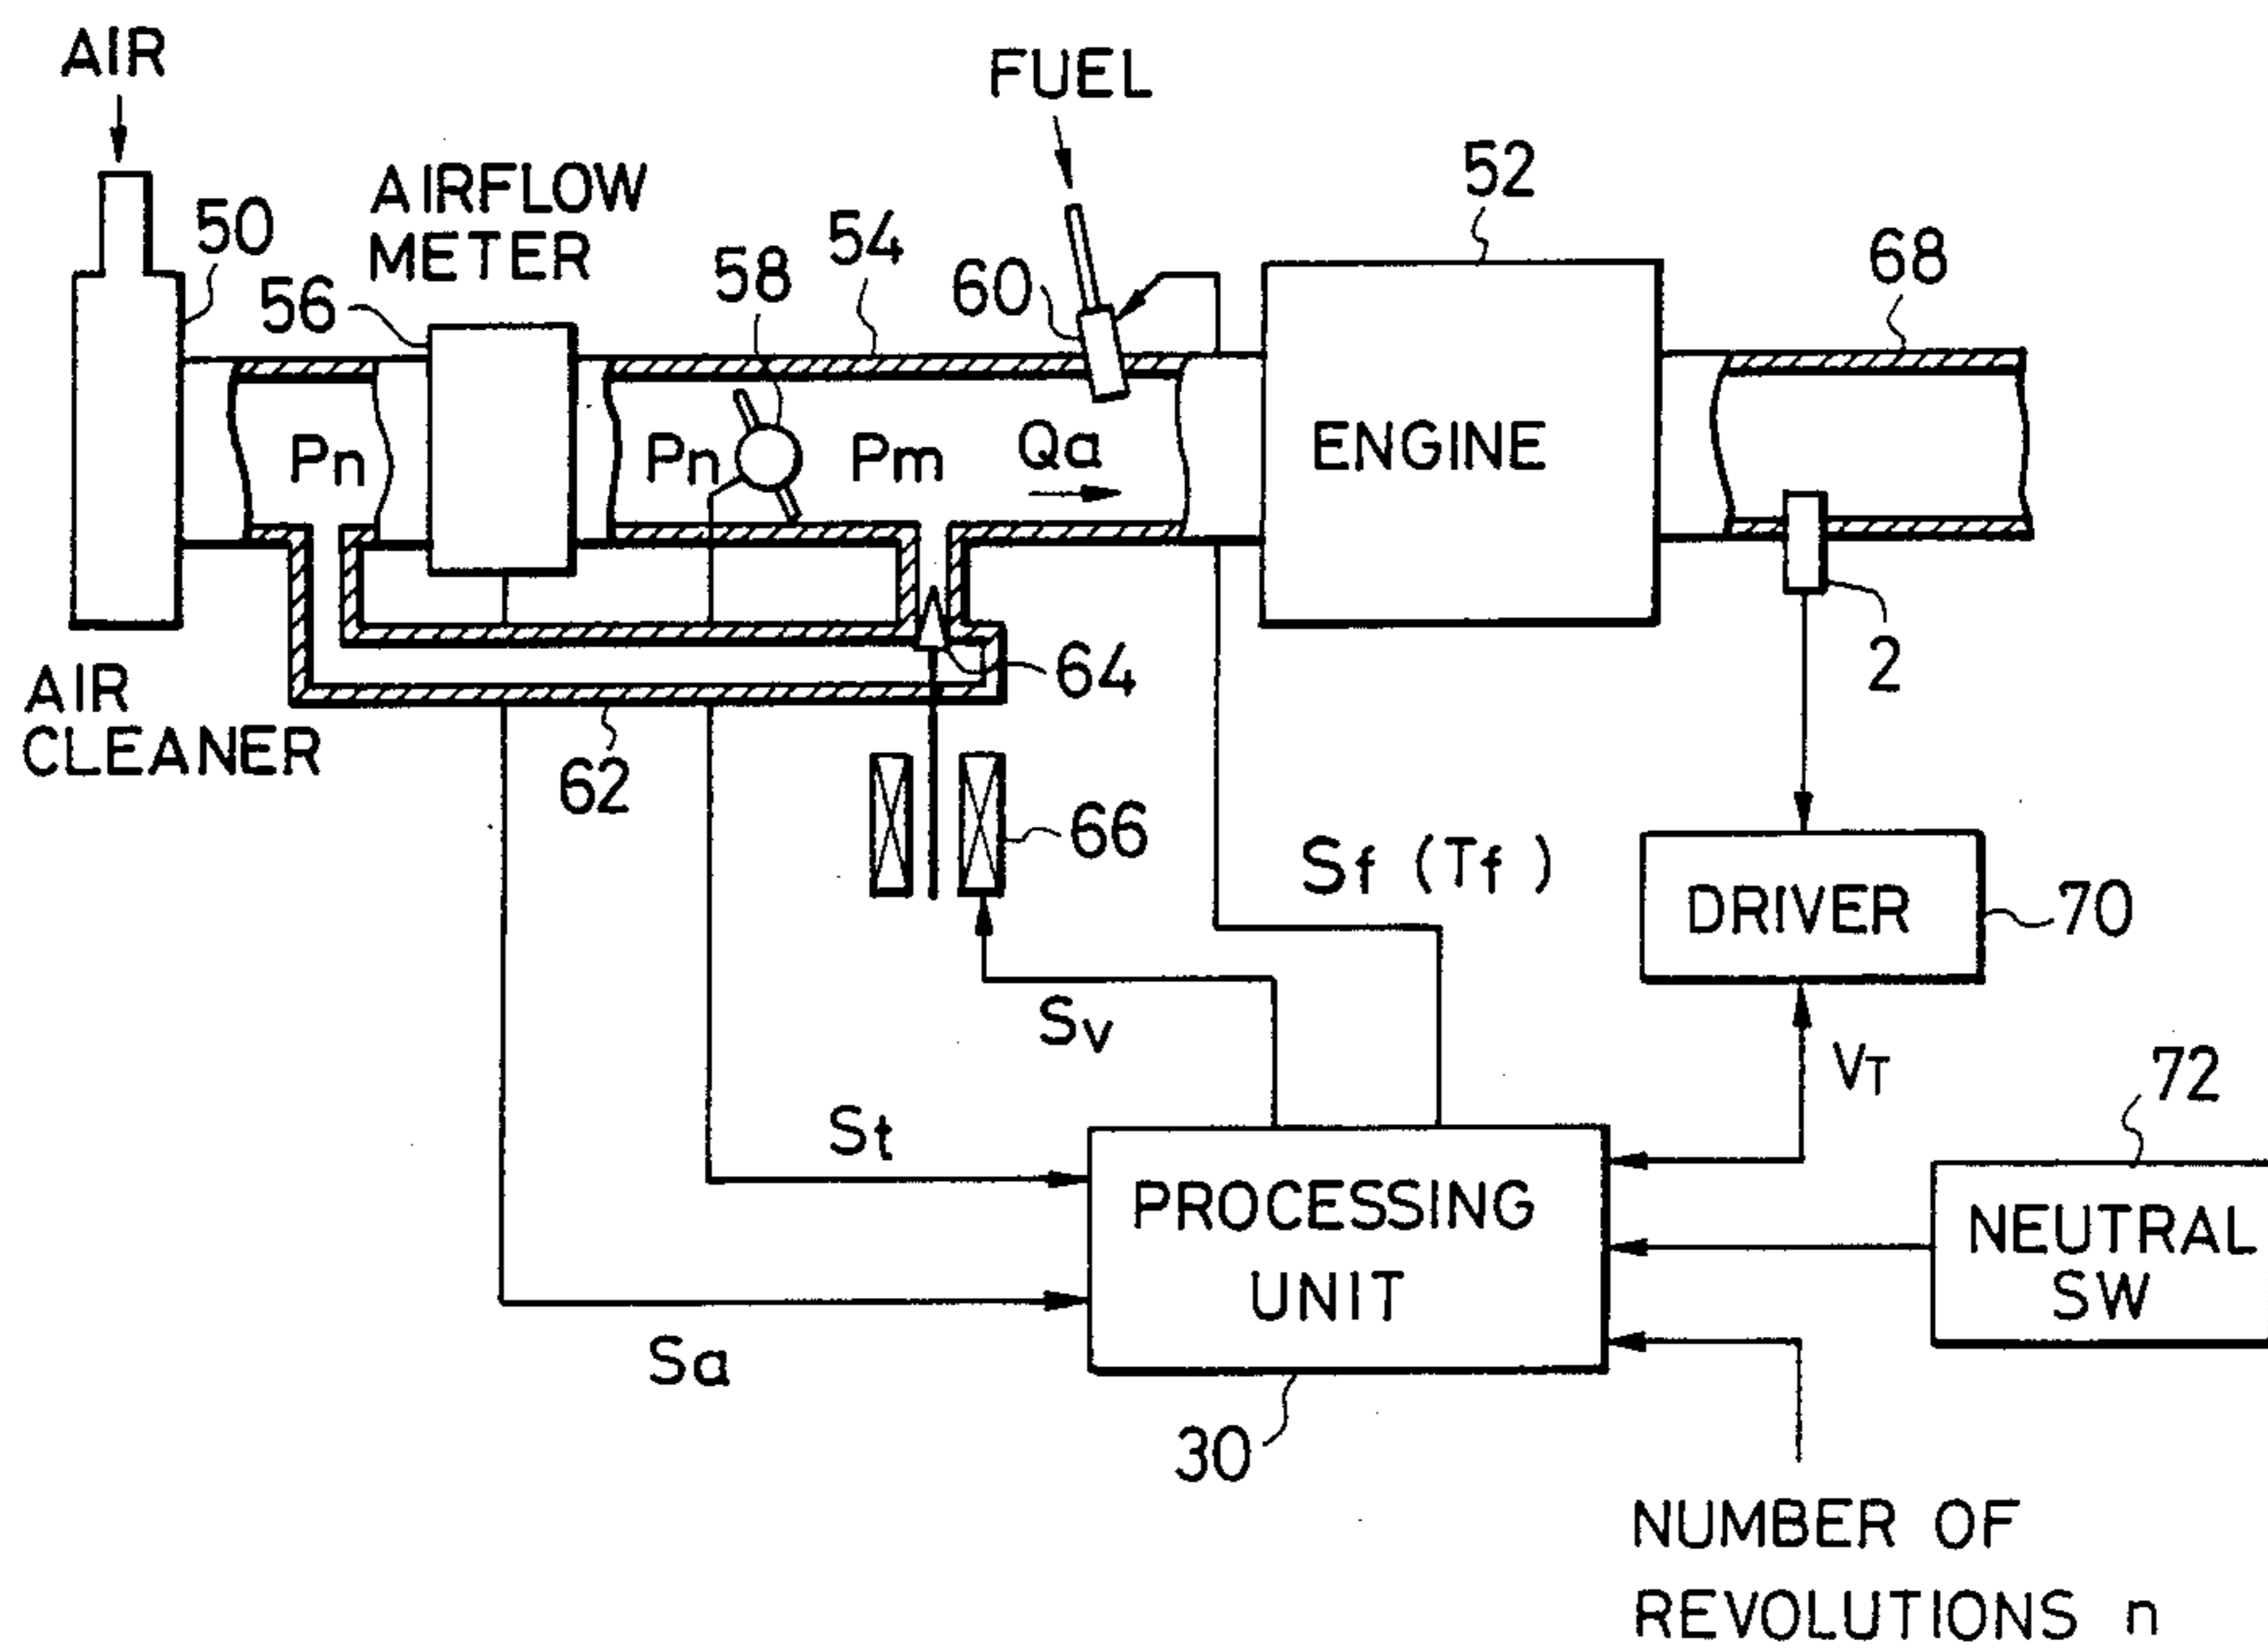 AIR
FUEL
52
AIRFLOW
METER
50
54
68
58
60
56
Pn
Pn
Pm
Qa
ENGINE
2
64
AIR
CLEANER
62
66
Sf (Tf)
DRIVER
70
Sv
VT
72
St
PROCESSING
UNIT
NEUTRAL
SW
Sa
30
NUMBER OF
REVOLUTIONS n